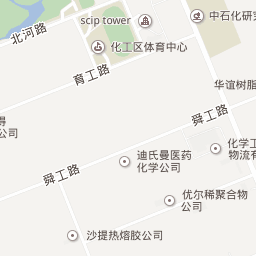 北河路
scip tower
中石化研
化工区体育中心
育工路
华谊树脂
舜工路
得
公司
化学工
物流有
迪氏曼医药
化学公司
舜工路
优尔稀聚合物
公司
沙提热熔胶公司